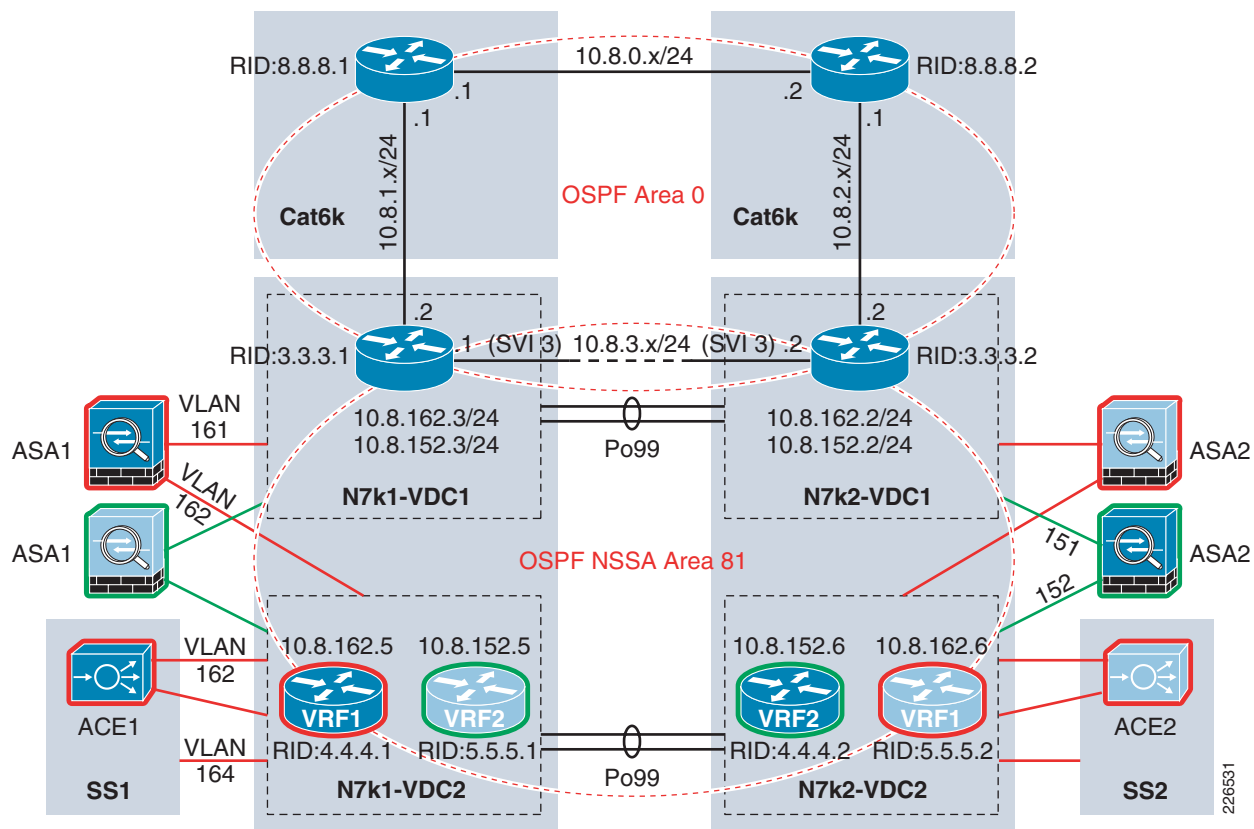 10.8.0.x/24
RID:8.8.8.1
RID:8.8.8.2
.1
.2
.1
.1
10.8.1.x/24
10.8.2.x/24
OSPF Area 0
Cat6k
Cat6k
.2
.2
RID:3.3.3.1
.1 (SVI 3) 10.8.3.x/24 (SVI 3) .2
RID:3.3.3.2
VLAN
161
10.8.162.3/24
10.8.152.3/24
10.8.162.2/24
10.8.152.2/24
ASA1
Po99
ASA2
VLAN
162
N7k1-VDC1
N7k2-VDC1
ASA1
OSPF NSSA Area 81
151
152
ASA2
VLAN
162
10.8.162.5
10.8.152.5
10.8.152.6
10.8.162.6
VRF1
VRF2
VRF2
VRF1
ACE1
ACE2
VLAN
164
RID:4.4.4.1
RID:5.5.5.1
Po99
RID:4.4.4.2
RID:5.5.5.2
SS1
N7k1-VDC2
N7k2-VDC2
SS2
226531